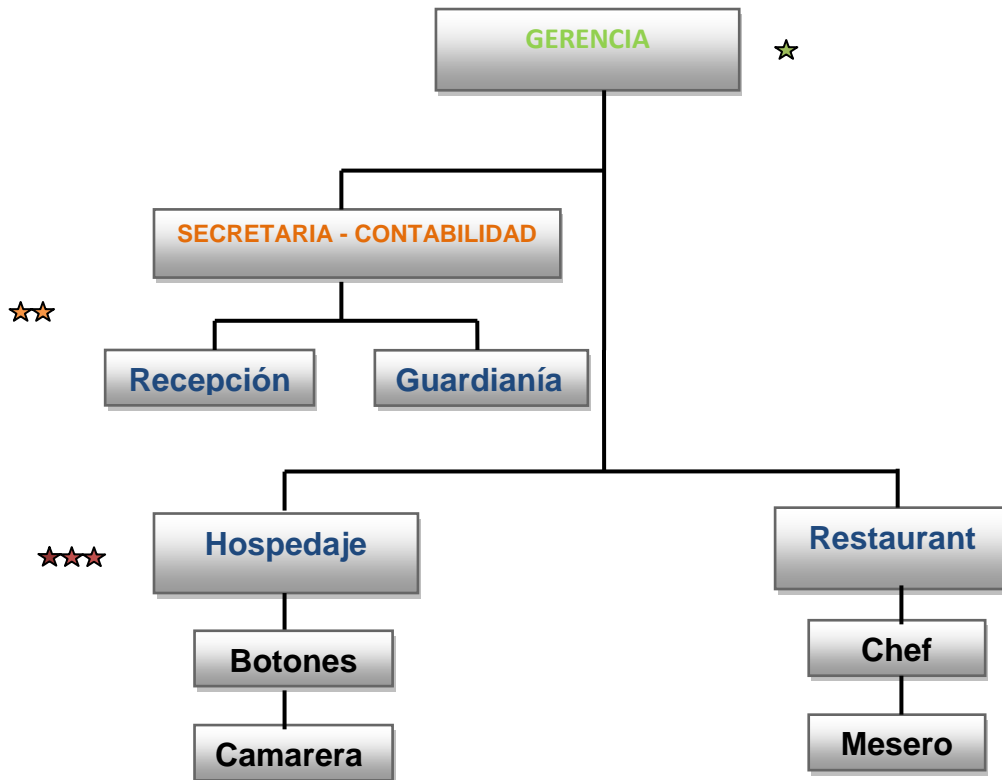 GERENCIA
SECRETARIA - CONTABILIDAD
Recepción
Guardianía
Hospedaje
Restaurant
Botones
Chef
Camarera
Mesero